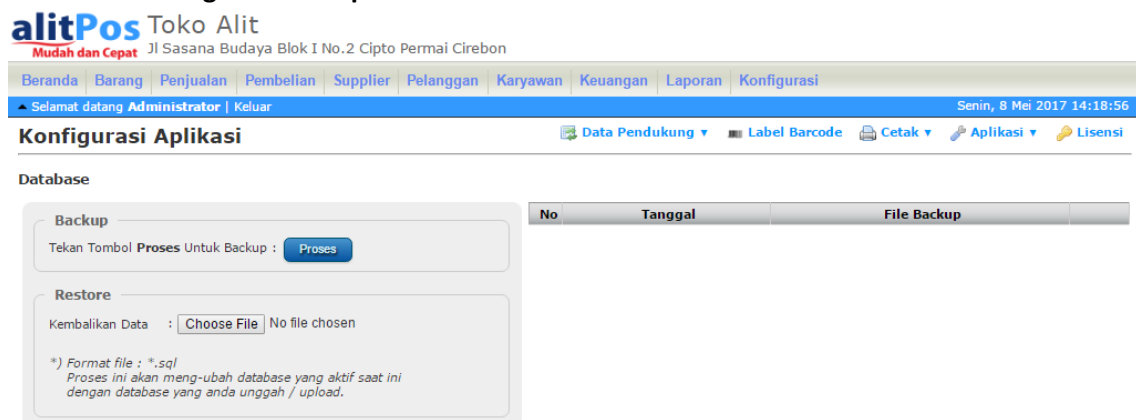 alitPos Toko Alit
Mudah dan Cepat Jl Sasana Budaya Blok I No.2 Cipto Permai Cirebon
Beranda Barang Penjualan Pembelian Supplier Pelanggan Karyawan Keuangan Laporan Konfigurasi
Selamat datang Administrator | Keluar Senin, 8 Mei 2017 14:18:56
Konfigurasi Aplikasi Data Pendukung Label Barcode Cetak Aplikasi Lisensi
Database
No Tanggal File Backup
Backup
Tekan Tombol Proses Untuk Backup : Proses
Restore
Kembalikan Data : Choose File No file chosen
*) Format file : *.sql
Proses ini akan meng-ubah database yang aktif saat ini
dengan database yang anda unggah / upload.